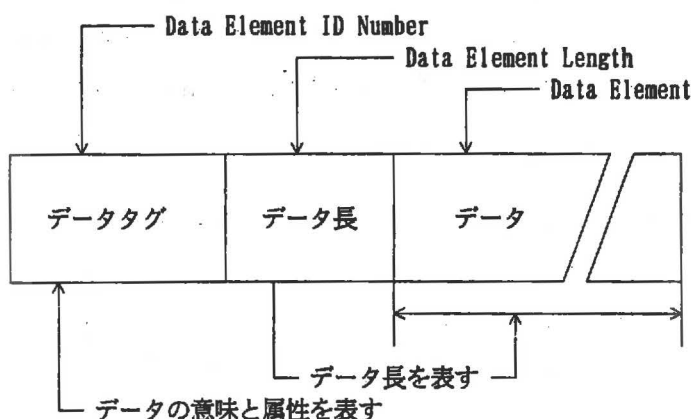 Data Element ID Number
Data Element Length
Data Element
データタグ
データ長
データ
データ長を表す
データの意味と属性を表す